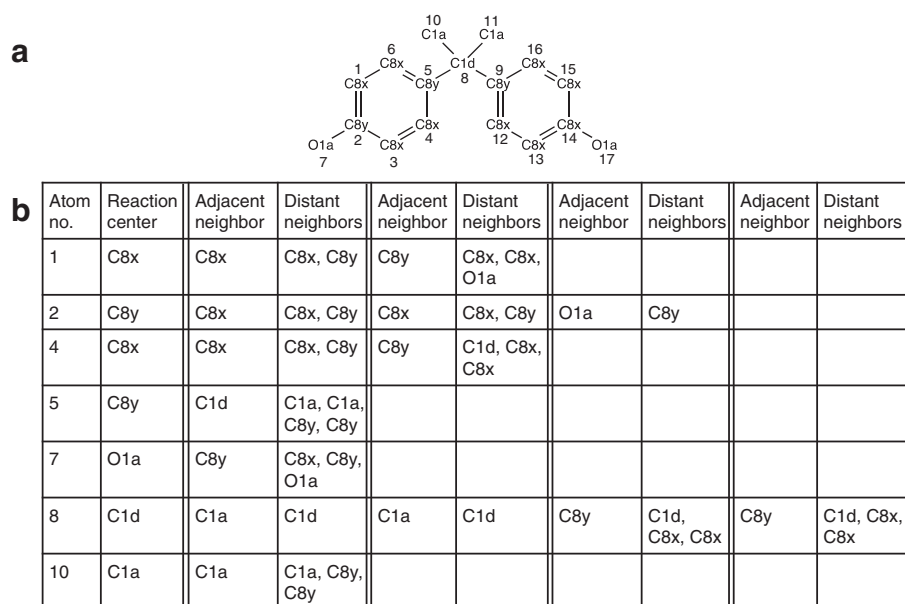 a
10 11
C1a C1a
6 16
C8x C1d C8x
1 5 8 9 15
C8x C8y C8y C8x
C8y C8x C8x C8x
O1a 2 C8x 4 12 C8x 14 O1a
7 3 13 17
b
Atom no. Reaction center Adjacent neighbor Distant neighbors Adjacent neighbor Distant neighbors Adjacent neighbor Distant neighbors Adjacent neighbor Distant neighbors
1 C8x C8x C8x, C8y C8y C8x, C8x, O1a
2 C8y C8x C8x, C8y C8x C8x, C8y O1a C8y
4 C8x C8x C8x, C8y C8y C1d, C8x, C8x
5 C8y C1d C1a, C1a, C8y, C8y
7 O1a C8y C8x, C8y, O1a
8 C1d C1a C1d C1a C1d C8y C1d, C8x, C8x C8y C1d, C8x, C8x
10 C1a C1a C1a, C8y, C8y